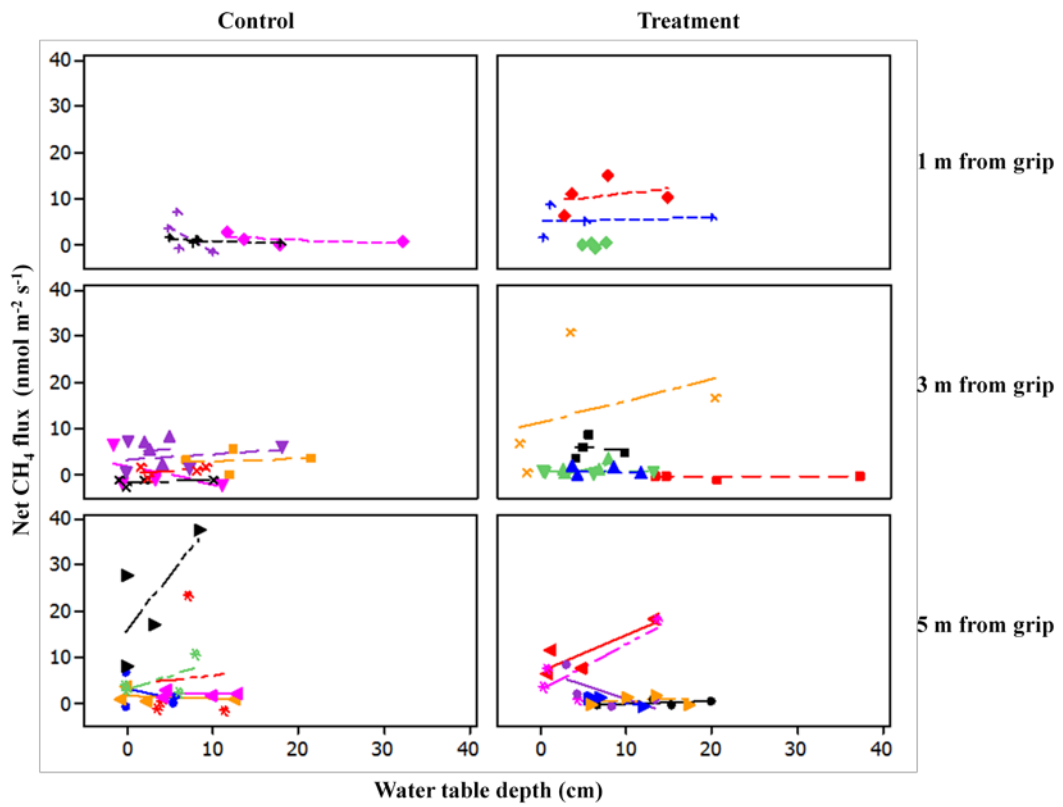 Control Treatment
40
30
20
10
0
1 m from grip
40
30
20
10
0
3 m from grip
40
30
20
10
0
5 m from grip
Net CH₄ flux (nmol m⁻² s⁻¹)
0 10 20 30 40 0 10 20 30 40
Water table depth (cm)